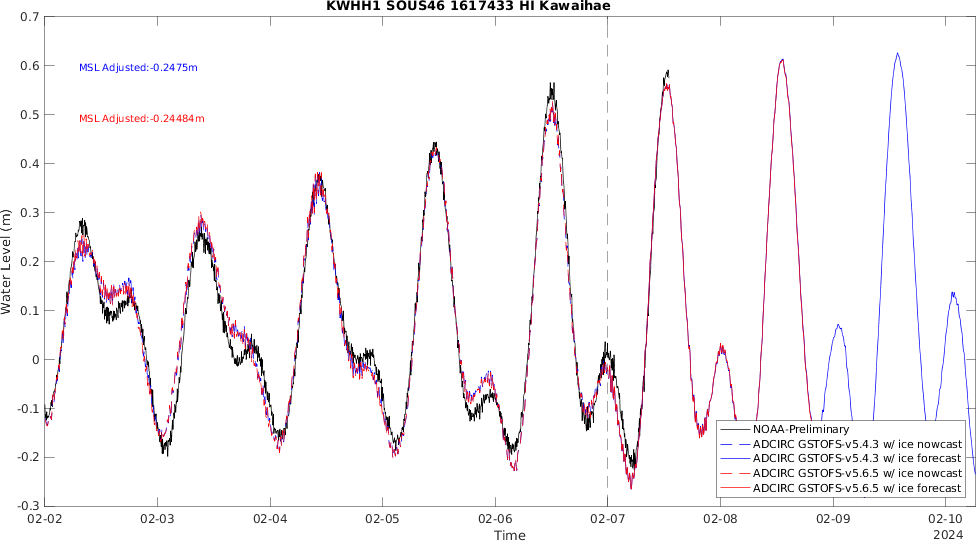 KWHH1 SOUS46 1617433 HI Kawaihae
0.7
0.6
0.5
0.4
0.3
0.2
0.1
0
-0.1
-0.2
-0.3
Water Level (m)
MSL Adjusted:-0.2475m
MSL Adjusted:-0.24484m
NOAA-Preliminary
ADCIRC GSTOFS-v5.4.3 w/ ice nowcast
ADCIRC GSTOFS-v5.4.3 w/ ice forecast
ADCIRC GSTOFS-v5.6.5 w/ ice nowcast
ADCIRC GSTOFS-v5.6.5 w/ ice forecast
02-02 02-03 02-04 02-05 02-06 02-07 02-08 02-09 02-10
2024
Time